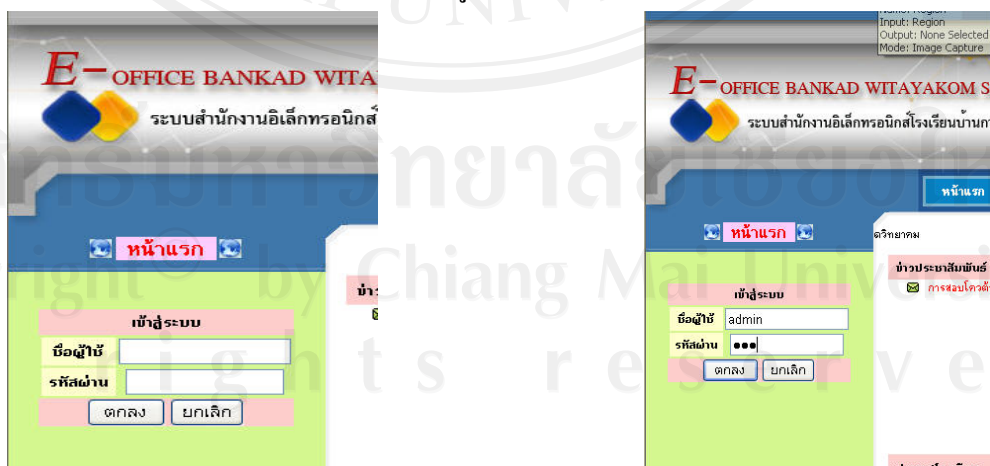 E-OFFICE BANKAD WITA
ระบบสำนักงานอิเล็กทรอนิกส์
หน้าแรก
เข้าสู่ระบบ
ชื่อผู้ใช้
รหัสผ่าน
ตกลง ยกเลิก
Input: Region
Output: None Selected
Mode: Image Capture
E-OFFICE BANKAD WITAYAKOM S
ระบบสำนักงานอิเล็กทรอนิกส์โรงเรียนบ้านกา
หน้าแรก
หน้าแรก
ดวิทยาคม
ข่าวประชาสัมพันธ์
การสอบโควต้
เข้าสู่ระบบ
ชื่อผู้ใช้ admin
รหัสผ่าน ●●●
ตกลง ยกเลิก
by Chiang Mai Univers
rights reserve